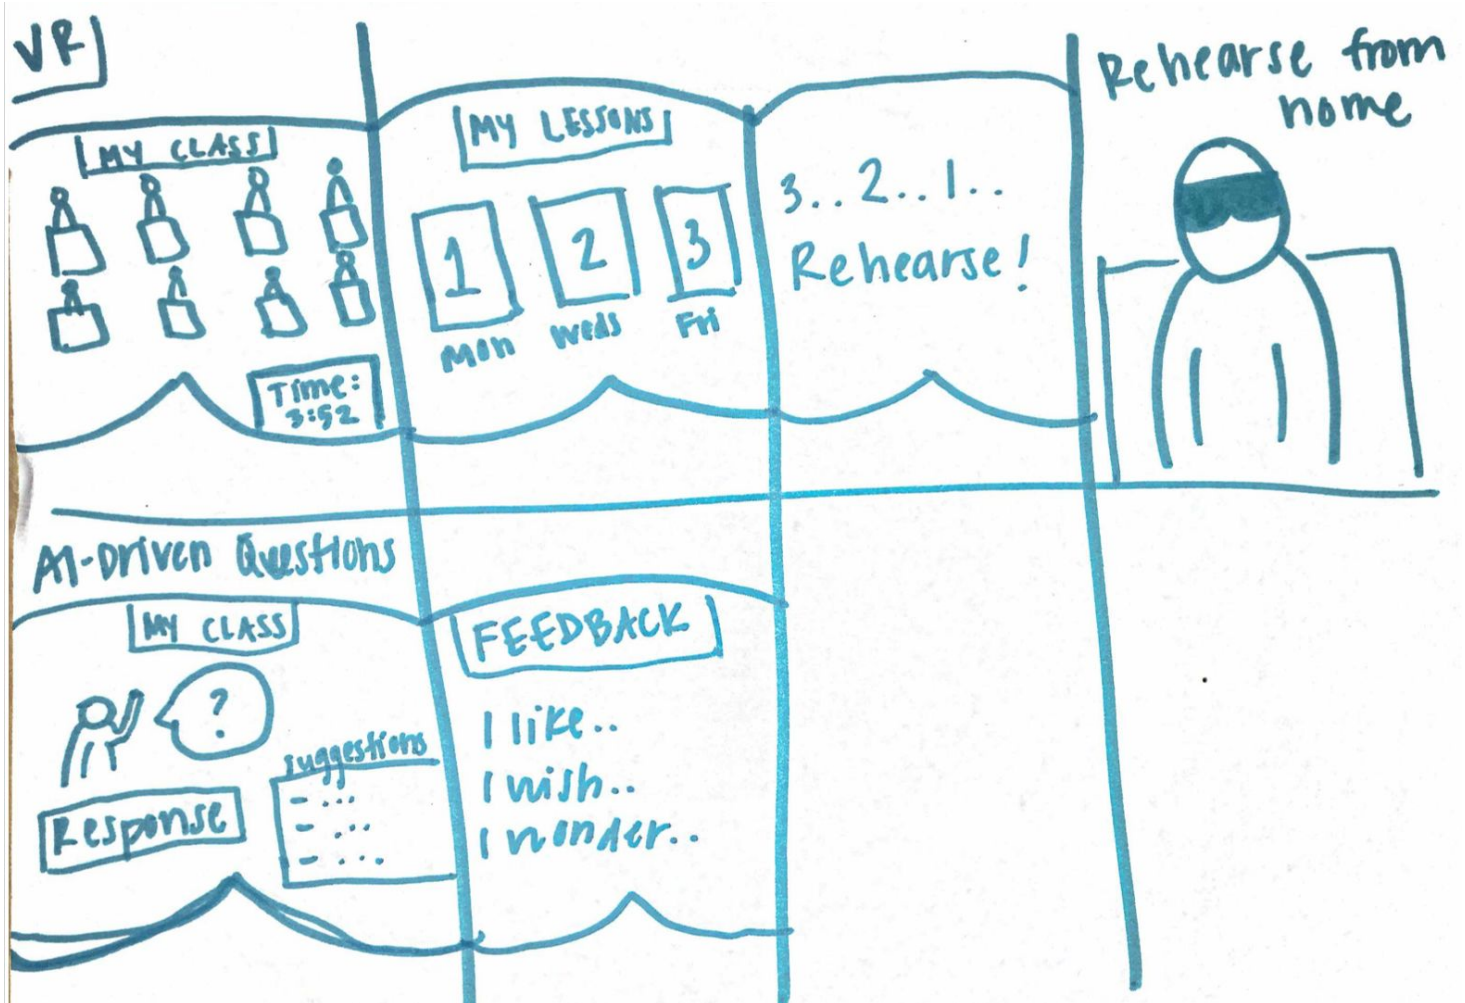 VR
MY CLASS
Time:
3:52
MY LESSONS
1
2
3
Mon
Weds
Fri
3.. 2.. 1..
Rehearse!
Rehearse from
home
AI-Driven Questions
MY CLASS
?
Response
suggestions
- ...
- ...
- ...
FEEDBACK
I like..
I wish..
I wonder..